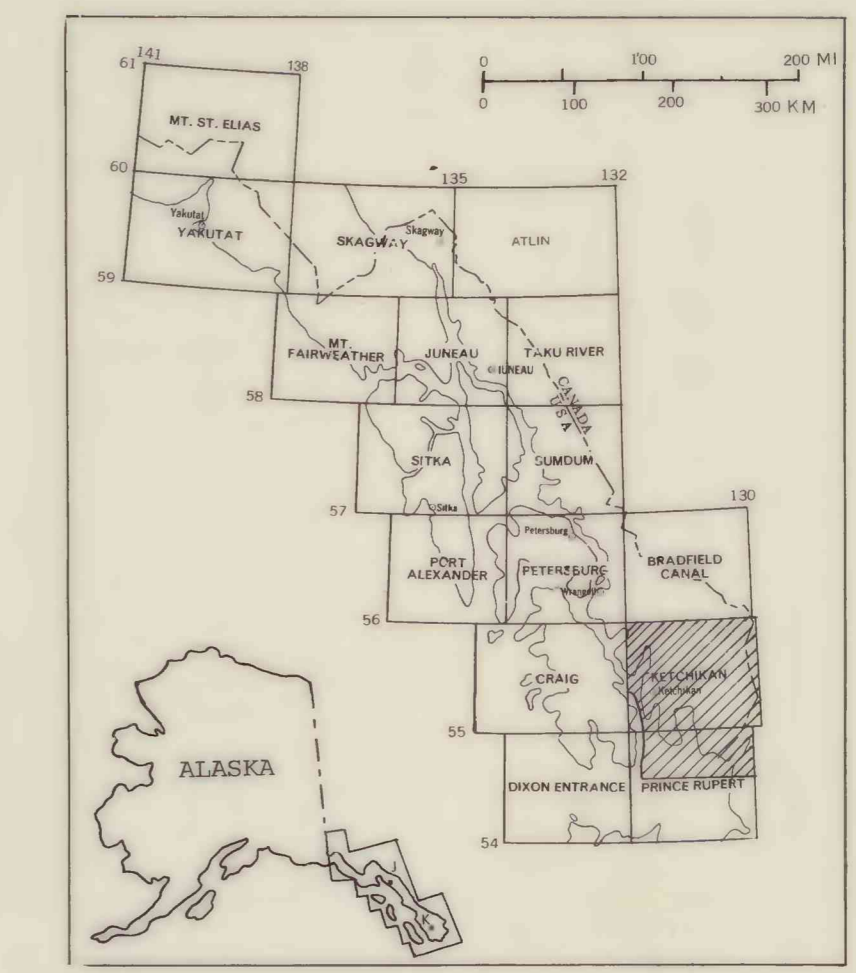 141
61
138
0 1'00 200 MI
0 100 200 300 KM
MT. ST. ELIAS
60
135
132
Yakutat
YAKUTAT
SKAGWAY
Skagway
ATLIN
59
MT.
FAIRWEATHER
JUNEAU
JUNEAU
TAKU RIVER
CANADA
USA
58
SITKA
SUMDUM
Sitka
57
130
Petersburg
PORT
ALEXANDER
PETERSBURG
Wrangell
BRADFIELD
CANAL
56
CRAIG
KETCHIKAN
Ketchikan
55
ALASKA
DIXON ENTRANCE
PRINCE RUPERT
54
J
K